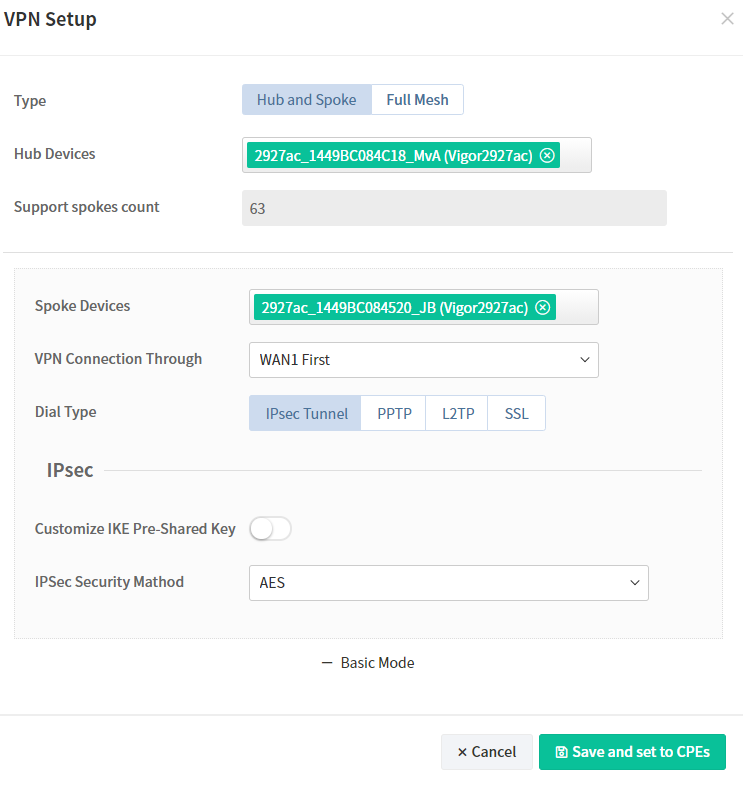 VPN Setup
Type
Hub and Spoke
Full Mesh
Hub Devices
2927ac_1449BC084C18_MvA (Vigor2927ac)
Support spokes count
63
Spoke Devices
2927ac_1449BC084520_JB (Vigor2927ac)
VPN Connection Through
WAN1 First
Dial Type
IPsec Tunnel
PPTP
L2TP
SSL
IPsec
Customize IKE Pre-Shared Key
IPSec Security Mathod
AES
Basic Mode
Cancel
Save and set to CPEs